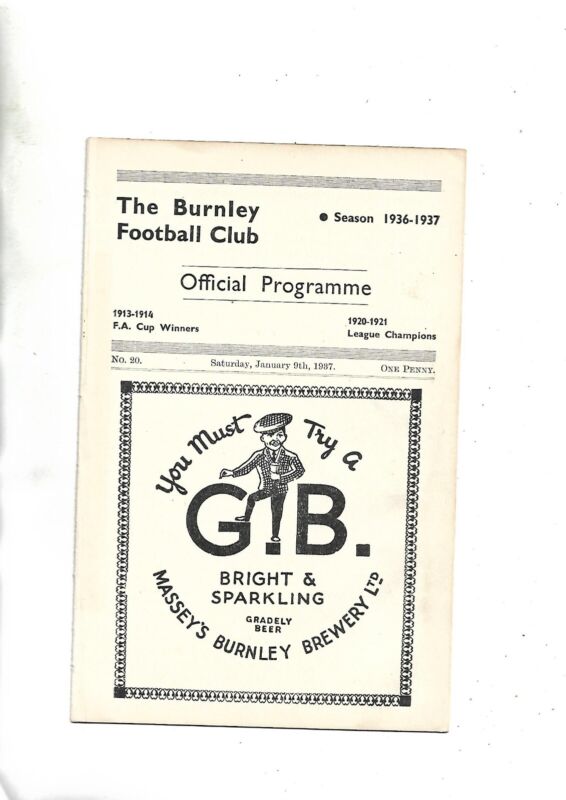 The Burnley
Football Club
● Season 1936-1937
Official Programme
1913-1914
F.A. Cup Winners
1920-1921
League Champions
No. 20.
Saturday, January 9th, 1937.
One Penny.
You Must Try A
G.B.
BRIGHT &
SPARKLING
GRADELY
BEER
MASSEY'S BURNLEY BREWERY LTD